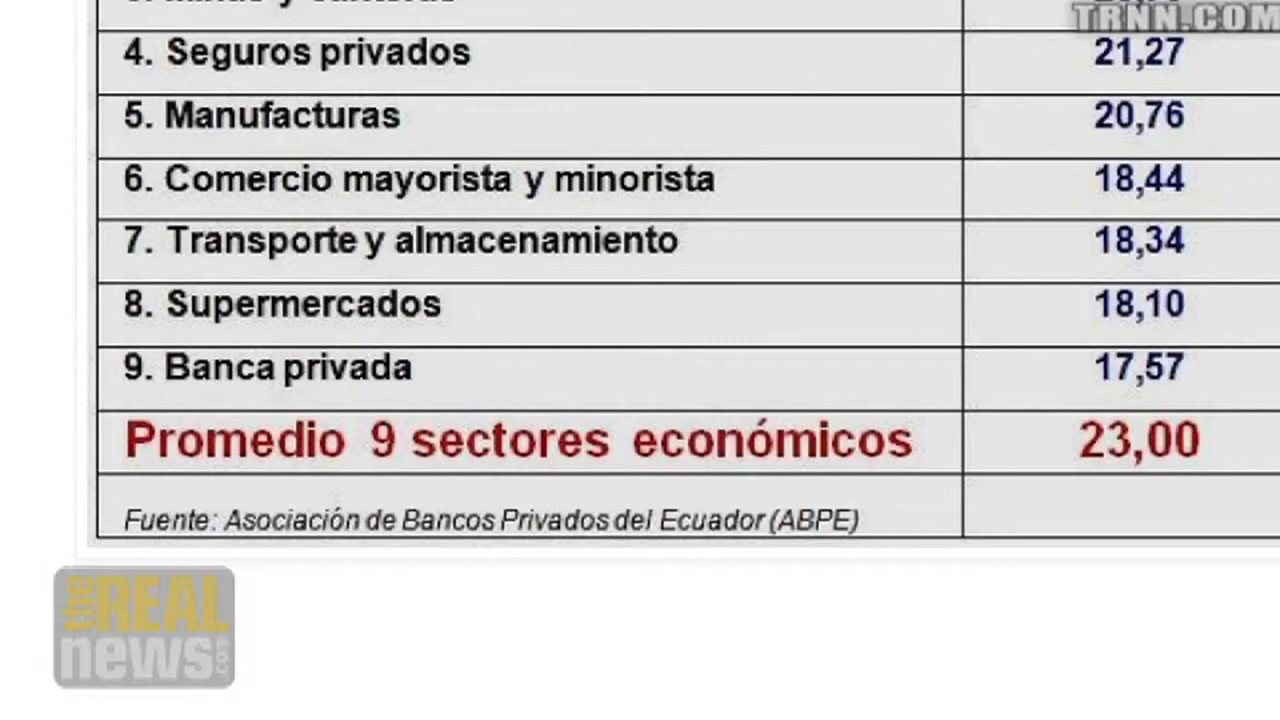 TRNN.COM
4. Seguros privados 21,27
5. Manufacturas 20,76
6. Comercio mayorista y minorista 18,44
7. Transporte y almacenamiento 18,34
8. Supermercados 18,10
9. Banca privada 17,57
Promedio 9 sectores económicos 23,00
Fuente: Asociación de Bancos Privados del Ecuador (ABPE)
the REAL
news.com